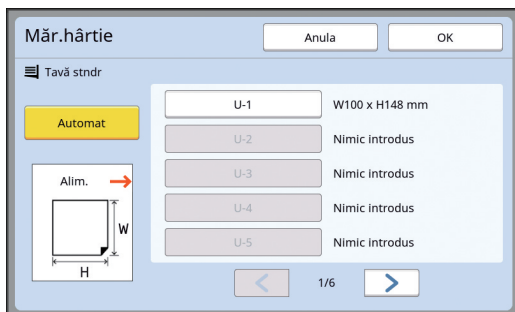 Măr.hârtie
Anula
OK
Tavă stndr
Automat
U-1
W100 x H148 mm
U-2
Nimic introdus
U-3
Nimic introdus
U-4
Nimic introdus
U-5
Nimic introdus
Alim.
W
H
1/6